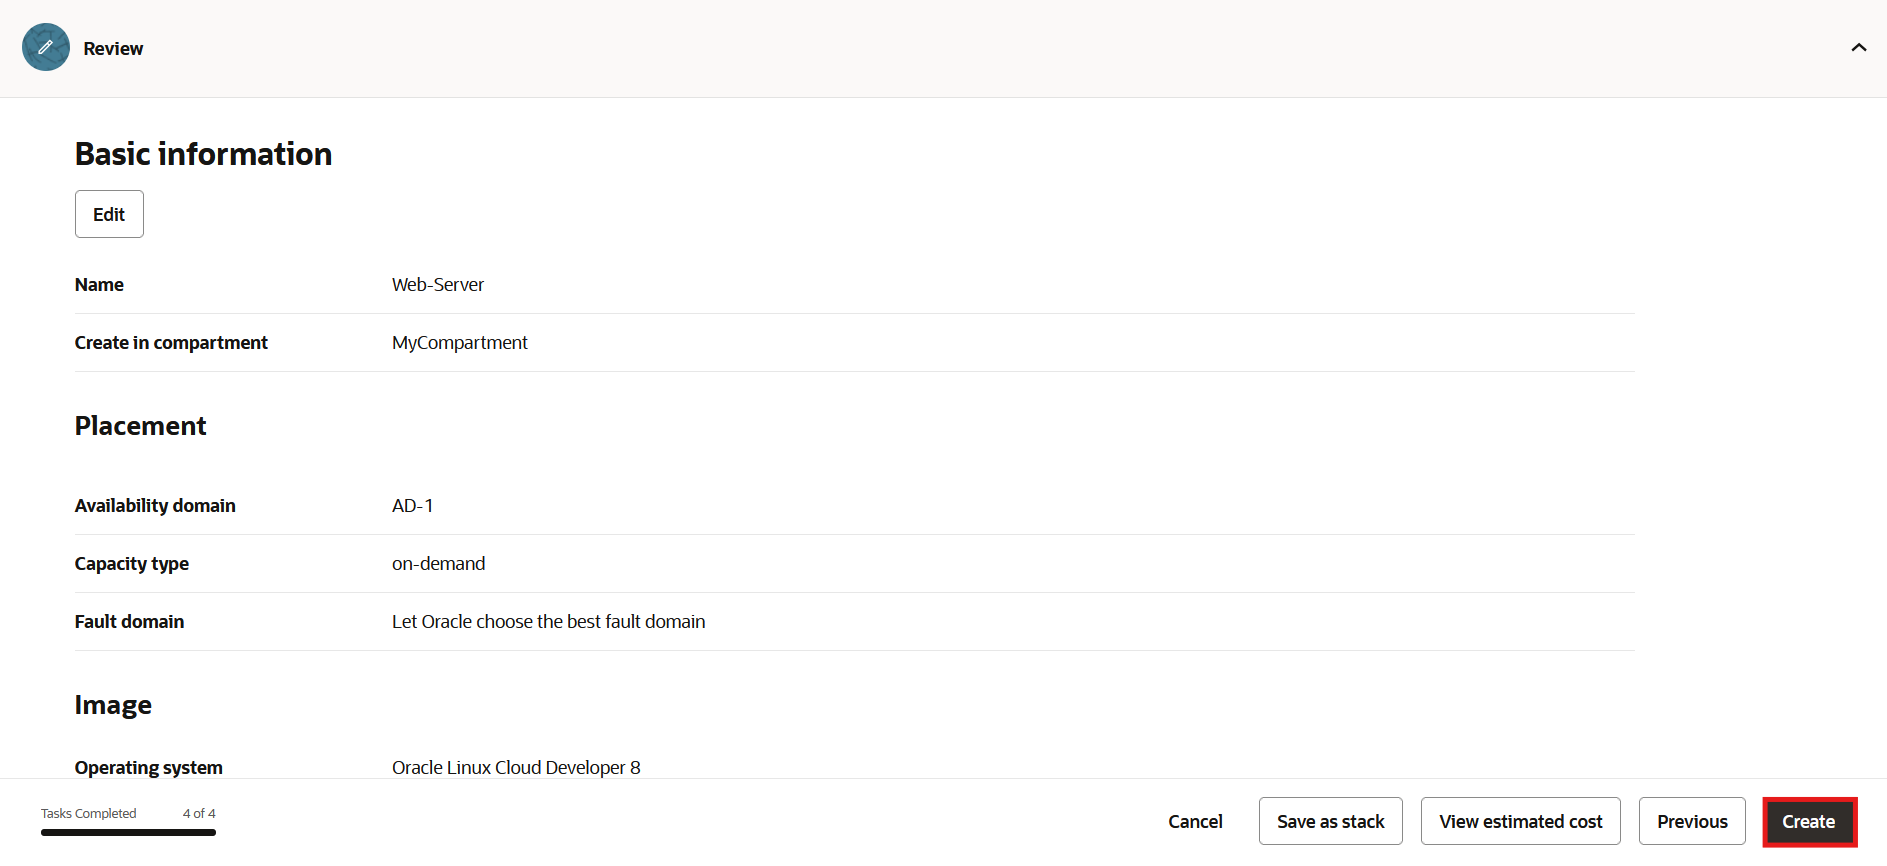 Review
Basic information
Edit
Name Web-Server
Create in compartment MyCompartment
Placement
Availability domain AD-1
Capacity type on-demand
Fault domain Let Oracle choose the best fault domain
Image
Operating system Oracle Linux Cloud Developer 8
Tasks Completed 4 of 4
Cancel Save as stack View estimated cost Previous Create